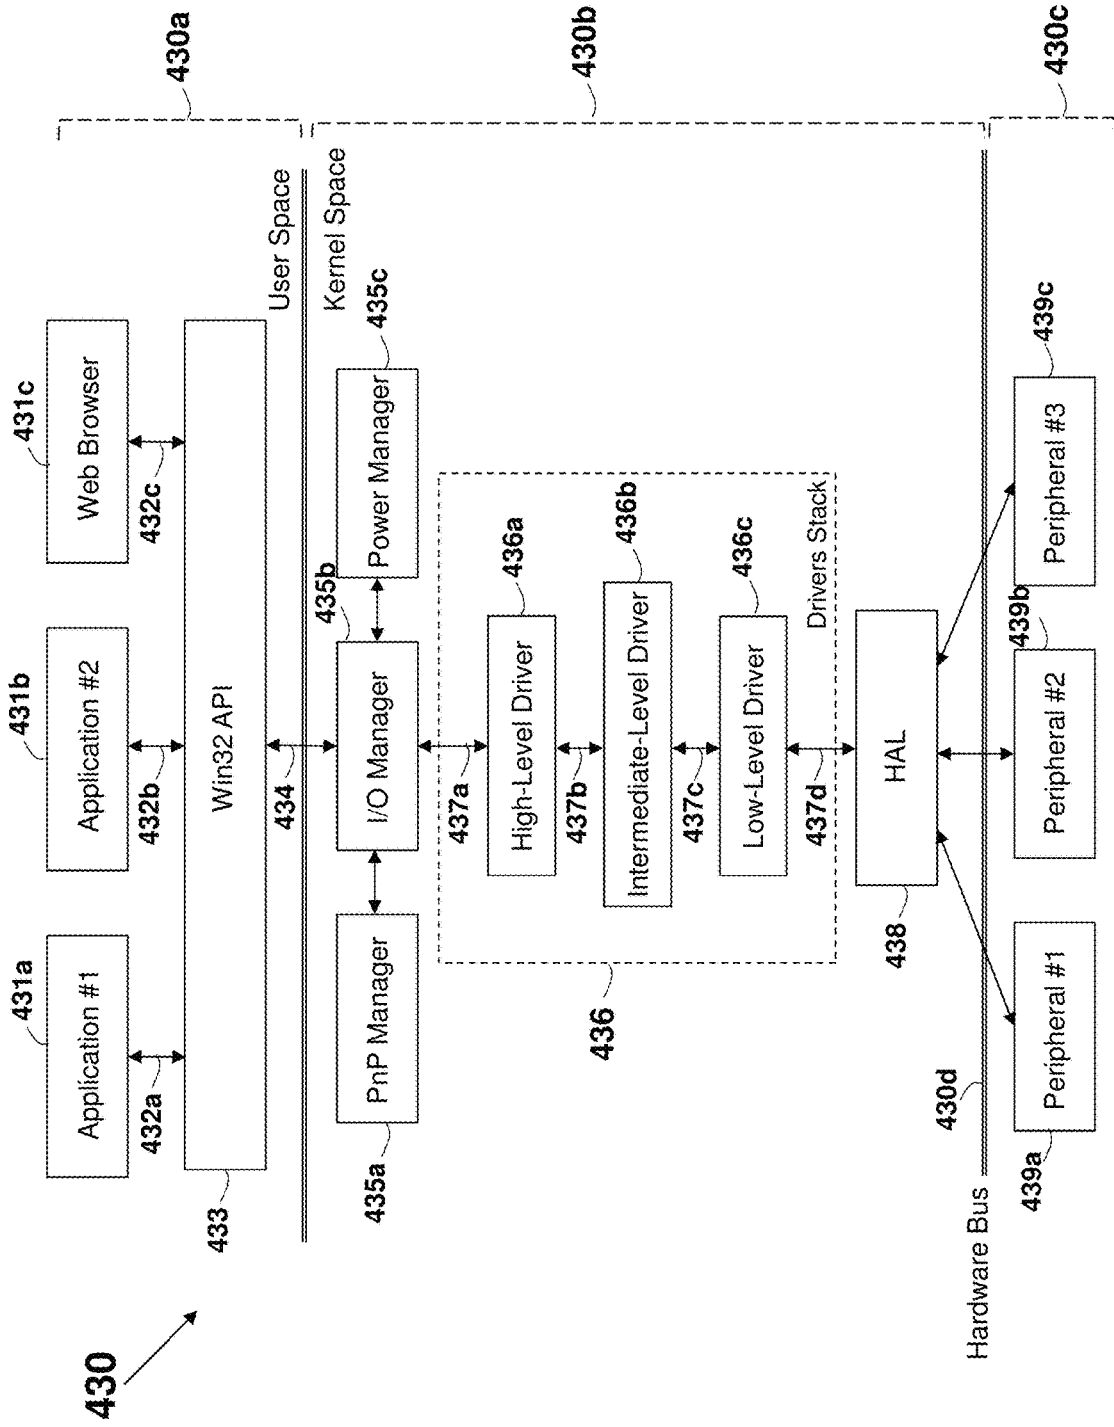 430
431a
431b
431c
Application #1
Application #2
Web Browser
432a
432b
432c
430a
433
Win32 API
434
User Space
Kernel Space
435a
435b
435c
PnP Manager
I/O Manager
Power Manager
437a
436
436a
High-Level Driver
437b
436b
Intermediate-Level Driver
430b
437c
436c
Low-Level Driver
437d
Drivers Stack
438
HAL
430d
Hardware Bus
439a
439b
439c
Peripheral #1
Peripheral #2
Peripheral #3
430c